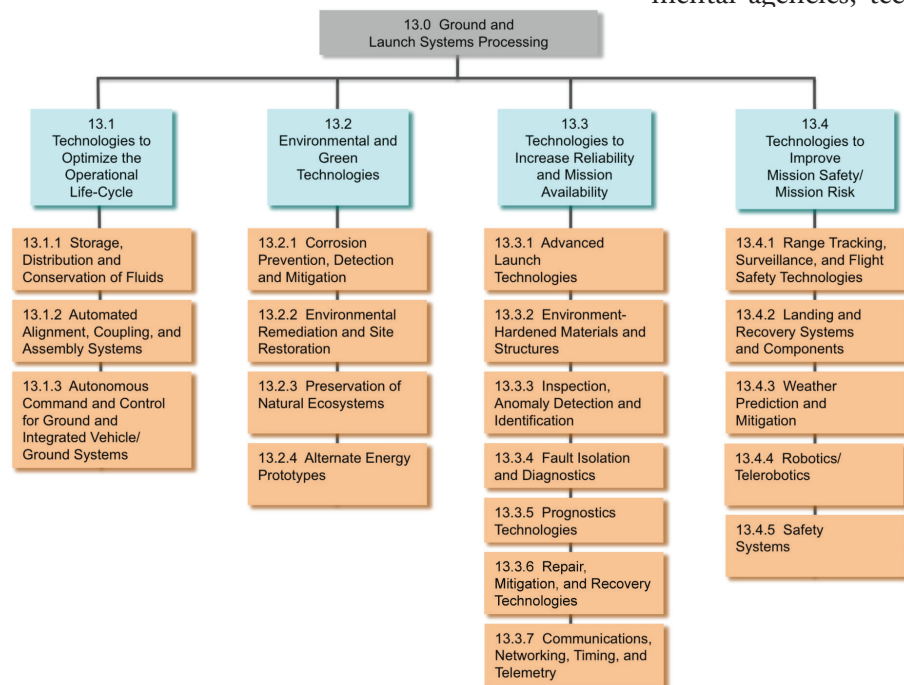 mental agencies, tec
13.0 Ground and
Launch Systems Processing
13.1
Technologies to
Optimize the
Operational
Life-Cycle
13.1.1 Storage,
Distribution and
Conservation of Fluids
13.1.2 Automated
Alignment, Coupling, and
Assembly Systems
13.1.3 Autonomous
Command and Control
for Ground and
Integrated Vehicle/
Ground Systems
13.2
Environmental and
Green
Technologies
13.2.1 Corrosion
Prevention, Detection
and Mitigation
13.2.2 Environmental
Remediation and Site
Restoration
13.2.3 Preservation of
Natural Ecosystems
13.2.4 Alternate Energy
Prototypes
13.3
Technologies to
Increase Reliability
and Mission
Availability
13.3.1 Advanced
Launch
Technologies
13.3.2 Environment-
Hardened Materials and
Structures
13.3.3 Inspection,
Anomaly Detection and
Identification
13.3.4 Fault Isolation
and Diagnostics
13.3.5 Prognostics
Technologies
13.3.6 Repair,
Mitigation, and Recovery
Technologies
13.3.7 Communications,
Networking, Timing, and
Telemetry
13.4
Technologies to
Improve
Mission Safety/
Mission Risk
13.4.1 Range Tracking,
Surveillance, and Flight
Safety Technologies
13.4.2 Landing and
Recovery Systems
and Components
13.4.3 Weather
Prediction and
Mitigation
13.4.4 Robotics/
Telerobotics
13.4.5 Safety
Systems